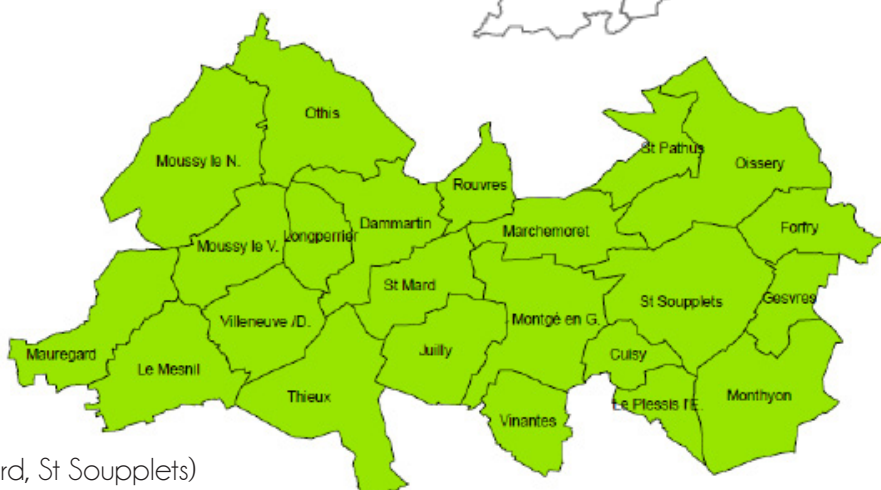 Othis
Moussy le N.
St Pathus
Oissery
Rouvres
Dammartin
Longperrier
Moussy le V.
Marchemoret
Forfry
St Mard
St Soupplets
Gesvres
Villeneuve /D.
Montgé en G.
Mauregard
Juilly
Cuisy
Le Mesnil
Thieux
Le Plessis l'E.
Monthyon
Vinantes
rd, St Soupplets)